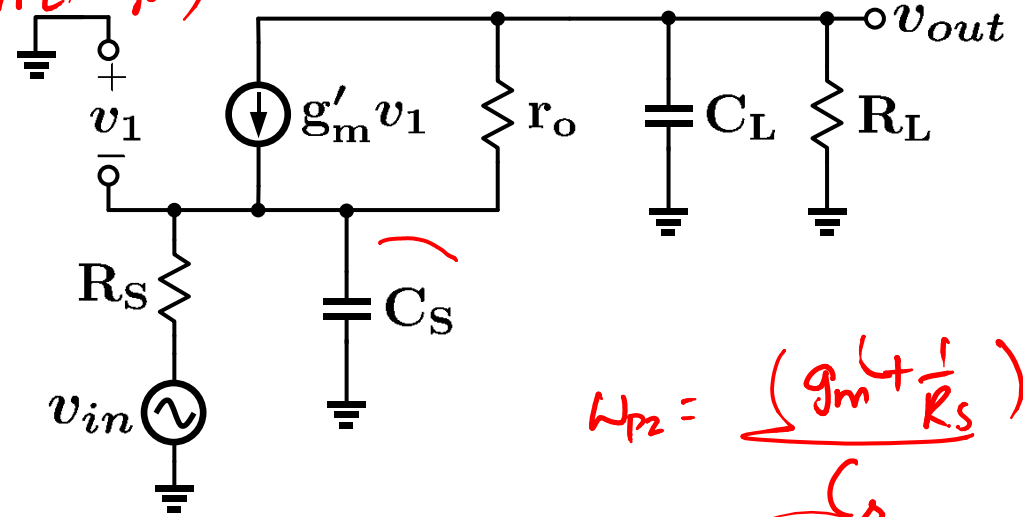 v_out
+
v_1
−
g'_m v_1
r_o
C_L
R_L
R_S
C_S
v_in
ω_p2 = (g_m' + 1/R_S) / C_s